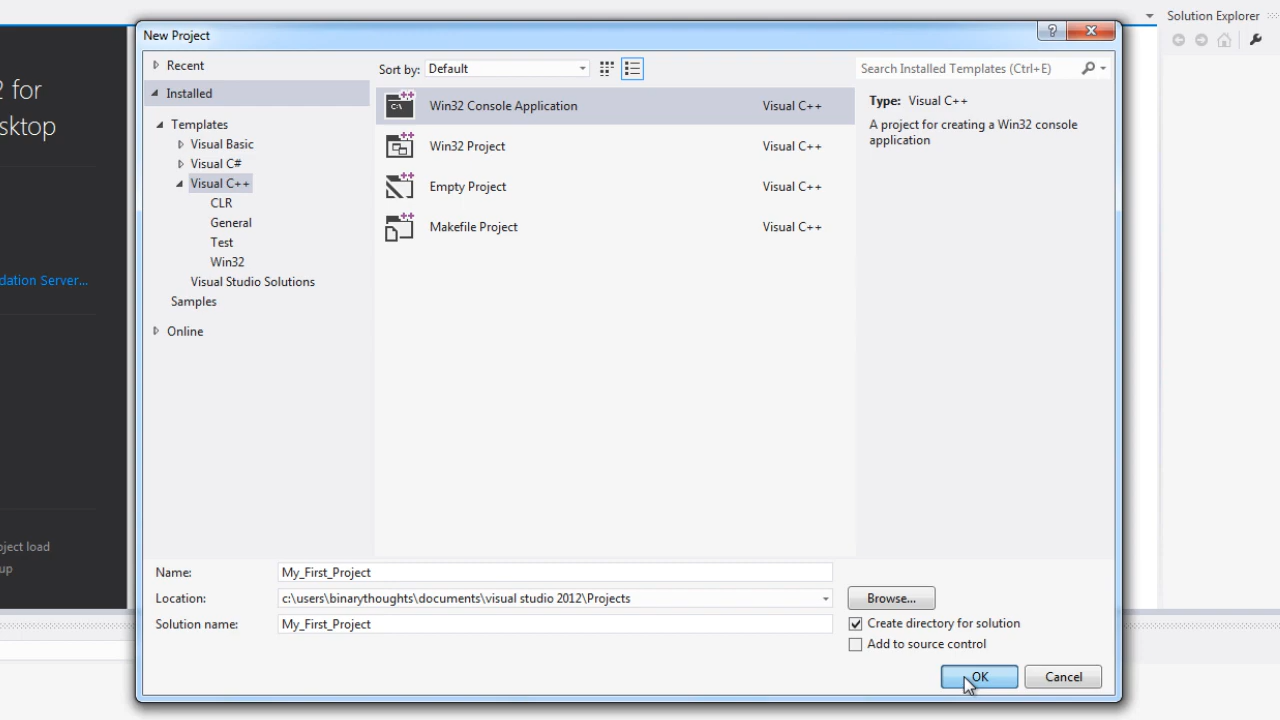 Solution Explorer
2 for
sktop
dation Server...
oject load
up
New Project
Recent
Installed
Templates
Visual Basic
Visual C#
Visual C++
CLR
General
Test
Win32
Visual Studio Solutions
Samples
Online
Sort by: Default
Win32 Console Application Visual C++
Win32 Project Visual C++
Empty Project Visual C++
Makefile Project Visual C++
Search Installed Templates (Ctrl+E)
Type: Visual C++
A project for creating a Win32 console
application
Name: My_First_Project
Location: c:\users\binarythoughts\documents\visual studio 2012\Projects
Browse...
Solution name: My_First_Project
Create directory for solution
Add to source control
OK Cancel